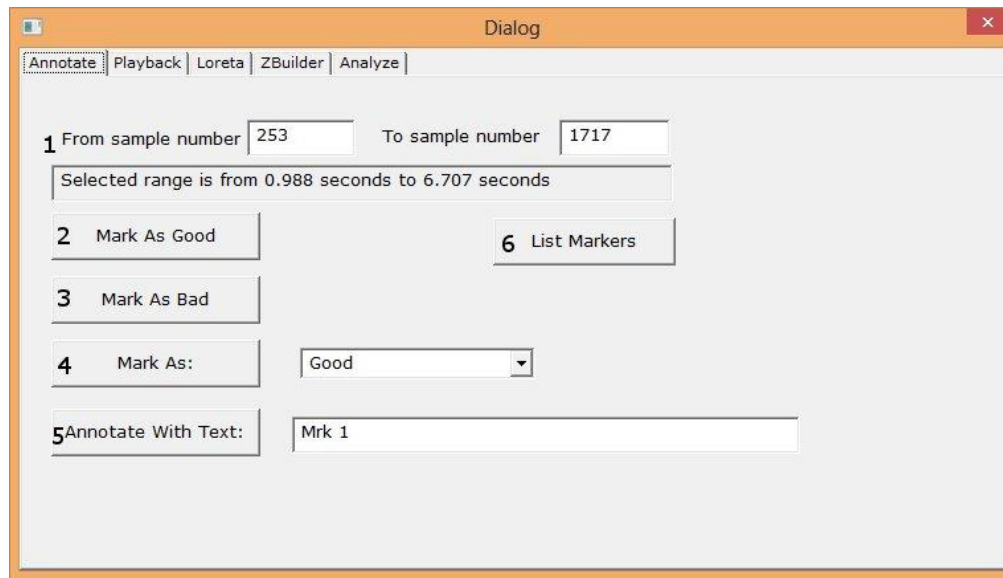 Dialog
Annotate Playback Loreta ZBuilder Analyze
1 From sample number 253 To sample number 1717
Selected range is from 0.988 seconds to 6.707 seconds
2 Mark As Good
6 List Markers
3 Mark As Bad
4 Mark As: Good
5 Annotate With Text: Mrk 1